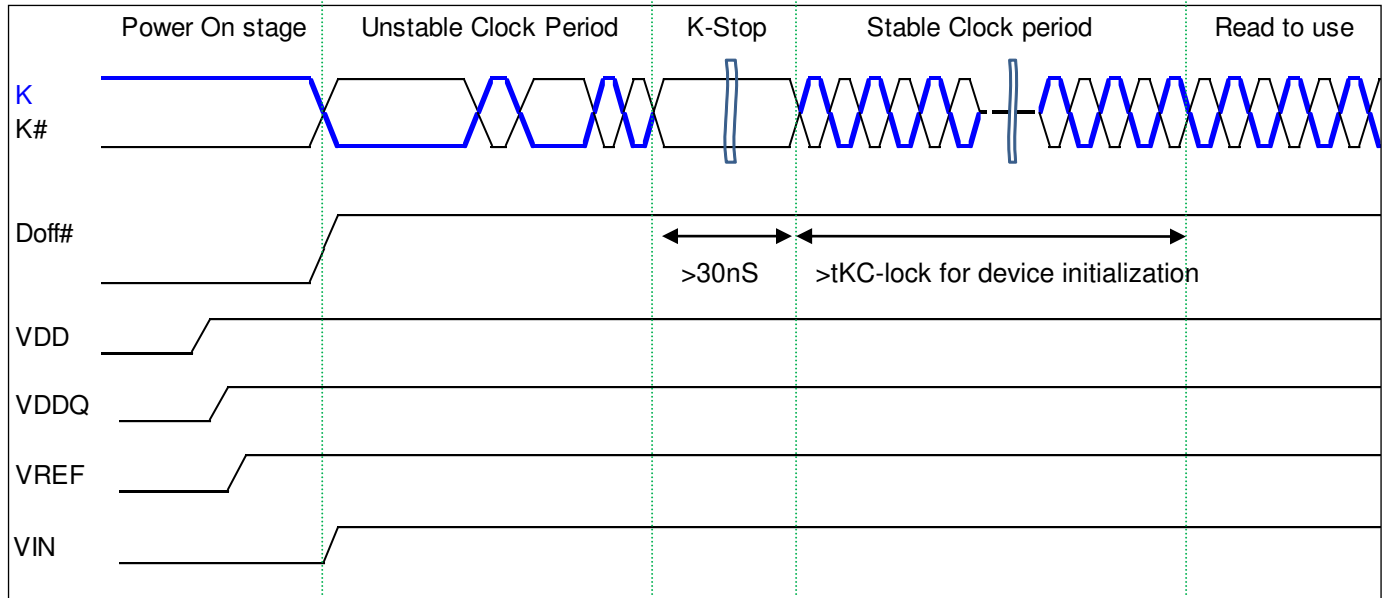 Power On stage Unstable Clock Period K-Stop Stable Clock period Read to use
K
K#
Doff#
>30nS >tKC-lock for device initialization
VDD
VDDQ
VREF
VIN